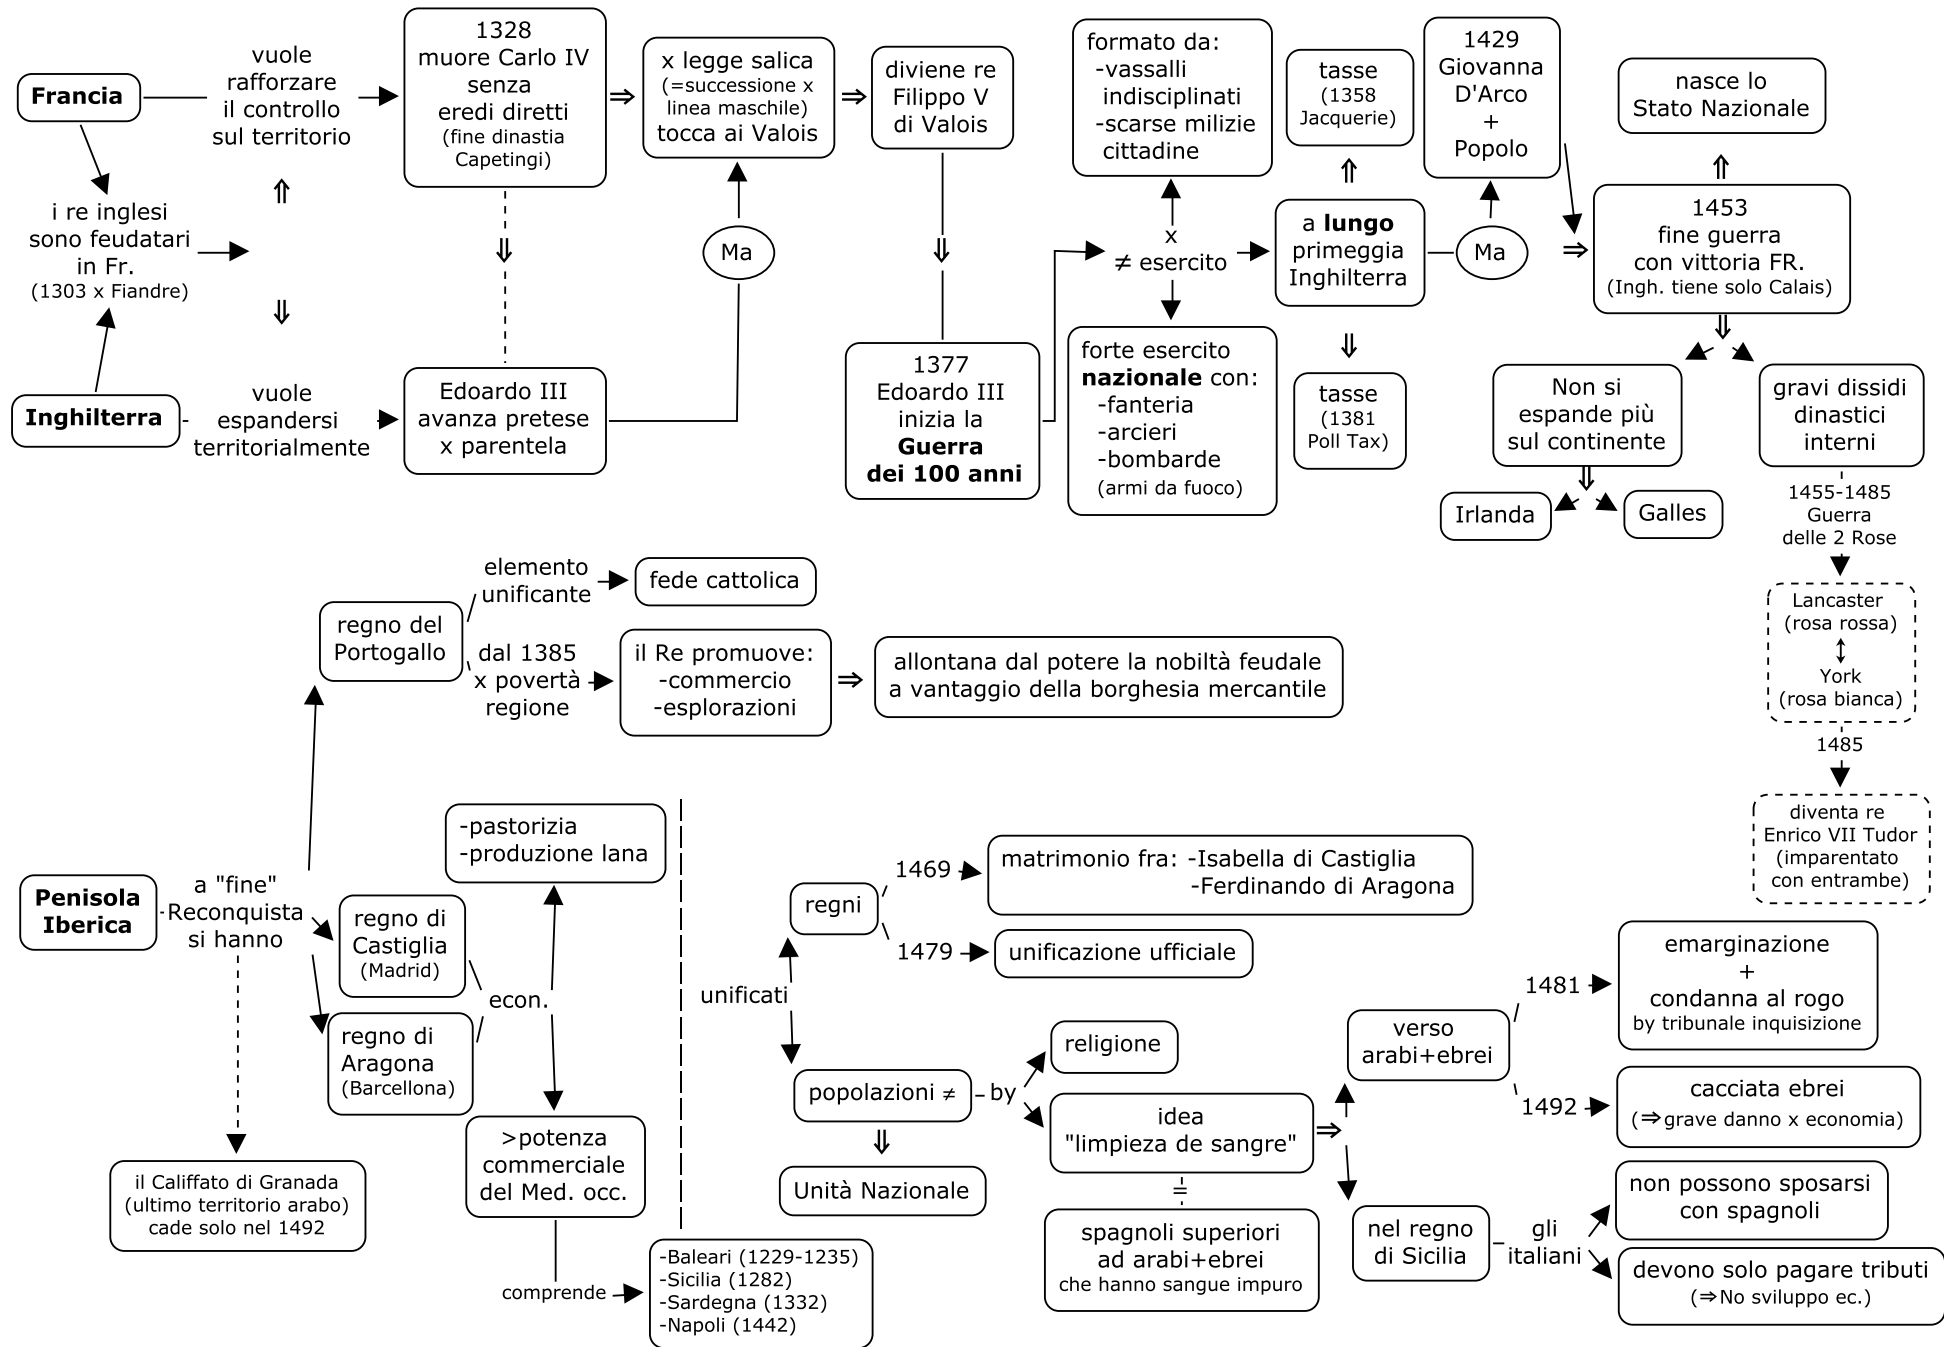 Francia
vuole
rafforzare
il controllo
sul territorio
1328
muore Carlo IV
senza
eredi diretti
(fine dinastia
Capetingi)
x legge salica
(=successione x
linea maschile)
tocca ai Valois
diviene re
Filippo V
di Valois
formato da:
-vassalli
indisciplinati
-scarse milizie
cittadine
tasse
(1358
Jacquerie)
1429
Giovanna
D'Arco
+
Popolo
nasce lo
Stato Nazionale
i re inglesi
sono feudatari
in Fr.
(1303 x Fiandre)
Ma
x
≠ esercito
a lungo
primeggia
Inghilterra
Ma
1453
fine guerra
con vittoria FR.
(Ingh. tiene solo Calais)
Inghilterra
vuole
espandersi
territorialmente
Edoardo III
avanza pretese
x parentela
1377
Edoardo III
inizia la
Guerra
dei 100 anni
forte esercito
nazionale con:
-fanteria
-arcieri
-bombarde
(armi da fuoco)
tasse
(1381
Poll Tax)
Non si
espande più
sul continente
gravi dissidi
dinastici
interni
Irlanda
Galles
1455-1485
Guerra
delle 2 Rose
Lancaster
(rosa rossa)
York
(rosa bianca)
1485
diventa re
Enrico VII Tudor
(imparentato
con entrambe)
regno del
Portogallo
elemento
unificante
fede cattolica
dal 1385
x povertà
regione
il Re promuove:
-commercio
-esplorazioni
allontana dal potere la nobiltà feudale
a vantaggio della borghesia mercantile
Penisola
Iberica
a "fine"
Reconquista
si hanno
regno di
Castiglia
(Madrid)
regno di
Aragona
(Barcellona)
il Califfato di Granada
(ultimo territorio arabo)
cade solo nel 1492
econ.
-pastorizia
-produzione lana
>potenza
commerciale
del Med. occ.
comprende
-Baleari (1229-1235)
-Sicilia (1282)
-Sardegna (1332)
-Napoli (1442)
unificati
regni
1469
matrimonio fra: -Isabella di Castiglia
-Ferdinando di Aragona
1479
unificazione ufficiale
popolazioni ≠
by
religione
Unità Nazionale
idea
"limpieza de sangre"
=
spagnoli superiori
ad arabi+ebrei
che hanno sangue impuro
verso
arabi+ebrei
1481
emarginazione
+
condanna al rogo
by tribunale inquisizione
1492
cacciata ebrei
(⇒grave danno x economia)
nel regno
di Sicilia
gli
italiani
non possono sposarsi
con spagnoli
devono solo pagare tributi
(⇒No sviluppo ec.)